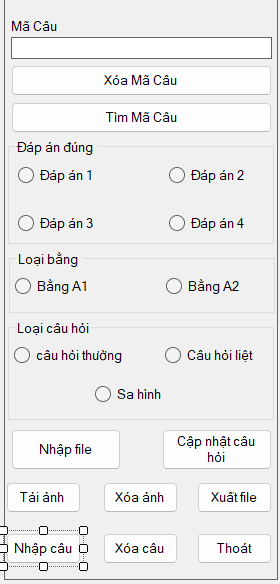 Mã Câu
Xóa Mã Câu
Tìm Mã Câu
Đáp án đúng
Đáp án 1
Đáp án 2
Đáp án 3
Đáp án 4
Loại bằng
Bằng A1
Bằng A2
Loại câu hỏi
câu hỏi thường
Câu hỏi liệt
Sa hình
Nhập file
Cập nhật câu
hỏi
Tải ảnh
Xóa ảnh
Xuất file
Nhập câu
Xóa câu
Thoát